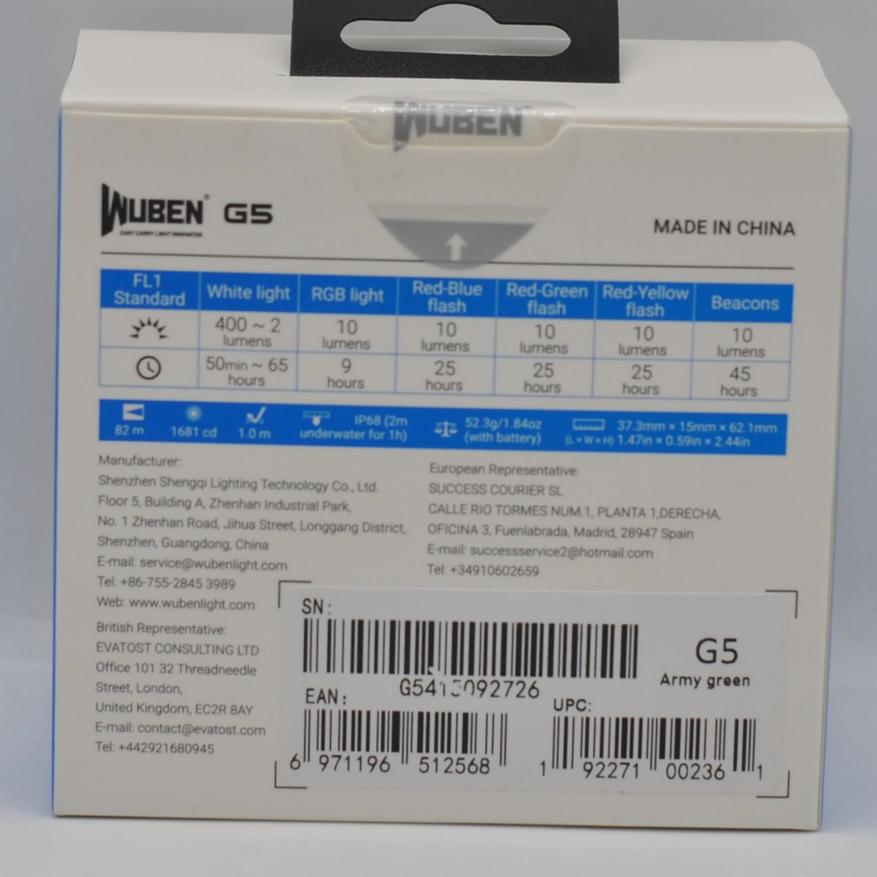 WUBEN
WUBEN® G5
EASY CARRY LIGHT INNOVATOR
MADE IN CHINA
FL1 Standard White light RGB light Red-Blue flash Red-Green flash Red-Yellow flash Beacons
400 ~ 2 lumens 10 lumens 10 lumens 10 lumens 10 lumens 10 lumens
50min ~ 65 hours 9 hours 25 hours 25 hours 25 hours 45 hours
82 m 1681 cd 1.0 m IP68 (2m underwater for 1h) 52.3g/1.84oz (with battery) 37.3mm × 15mm × 62.1mm (L × W × H) 1.47in × 0.59in × 2.44in
Manufacturer:
Shenzhen Shengqi Lighting Technology Co., Ltd.
Floor 5, Building A, Zhenhan Industrial Park,
No. 1 Zhenhan Road, Jihua Street, Longgang District,
Shenzhen, Guangdong, China
E-mail: service@wubenlight.com
Tel: +86-755-2845 3989
Web: www.wubenlight.com
British Representative:
EVATOST CONSULTING LTD
Office 101 32 Threadneedle
Street, London,
United Kingdom, EC2R 8AY
E-mail: contact@evatost.com
Tel: +442921680945
European Representative:
SUCCESS COURIER SL
CALLE RIO TORMES NUM.1, PLANTA 1,DERECHA,
OFICINA 3, Fuenlabrada, Madrid, 28947 Spain
E-mail: successservice2@hotmail.com
Tel: +34910602659
SN:
G5
Army green
EAN:
6 971196 512568
UPC:
1 92271 00236 1